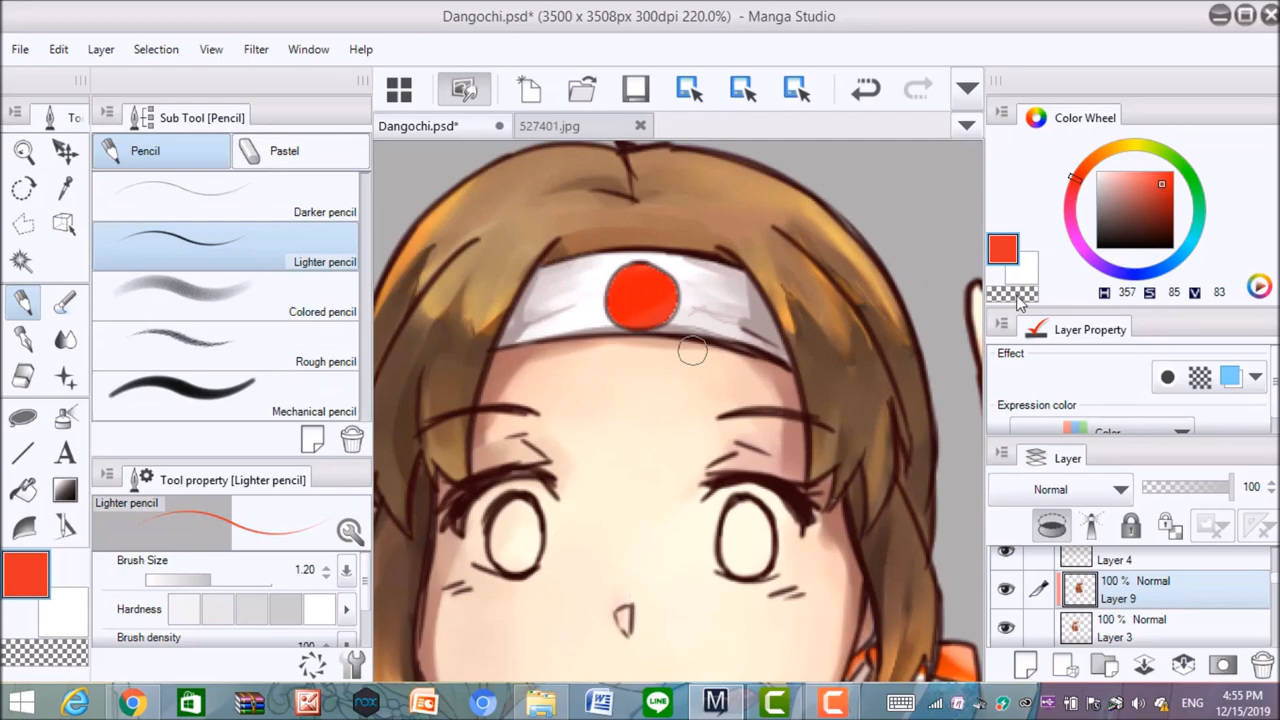 Dangochi.psd* (3500 x 3508px 300dpi 220.0%) - Manga Studio
File Edit Layer Selection View Filter Window Help
To
Sub Tool [Pencil]
Pencil
Pastel
Darker pencil
Lighter pencil
Colored pencil
Rough pencil
Mechanical pencil
Tool property [Lighter pencil]
Lighter pencil
Brush Size
1.20
Hardness
Brush density
100
Dangochi.psd*
527401.jpg
Color Wheel
H 357 S 85 V 83
Layer Property
Effect
Expression color
Color
Layer
Normal
100
Layer 4
100 % Normal
Layer 9
100 % Normal
Layer 3
nox
LINE
ENG
4:55 PM
12/15/2019